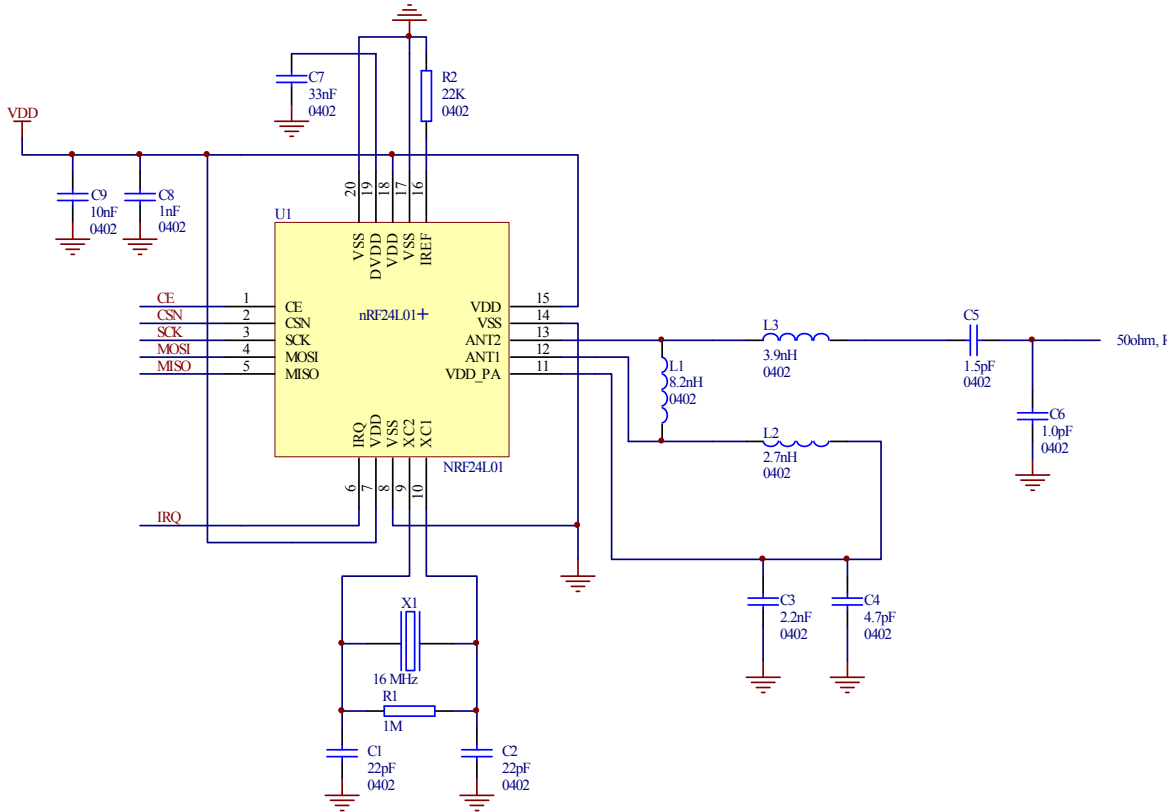 C7
33nF
0402
R2
22K
0402
VDD
C9
10nF
0402
C8
1nF
0402
20
19
18
17
16
U1
VSS
DVDD
VDD
VSS
IREF
nRF24L01+
CE
CSN
SCK
MOSI
MISO
1
2
3
4
5
CE
CSN
SCK
MOSI
MISO
VDD
VSS
ANT2
ANT1
VDD_PA
15
14
13
12
11
IRQ
VDD
VSS
XC2
XC1
NRF24L01
6
7
8
9
10
IRQ
L3
3.9nH
0402
L1
8.2nH
0402
L2
2.7nH
0402
C5
1.5pF
0402
50ohm,
C6
1.0pF
0402
C3
2.2nF
0402
C4
4.7pF
0402
X1
16 MHz
R1
1M
C1
22pF
0402
C2
22pF
0402